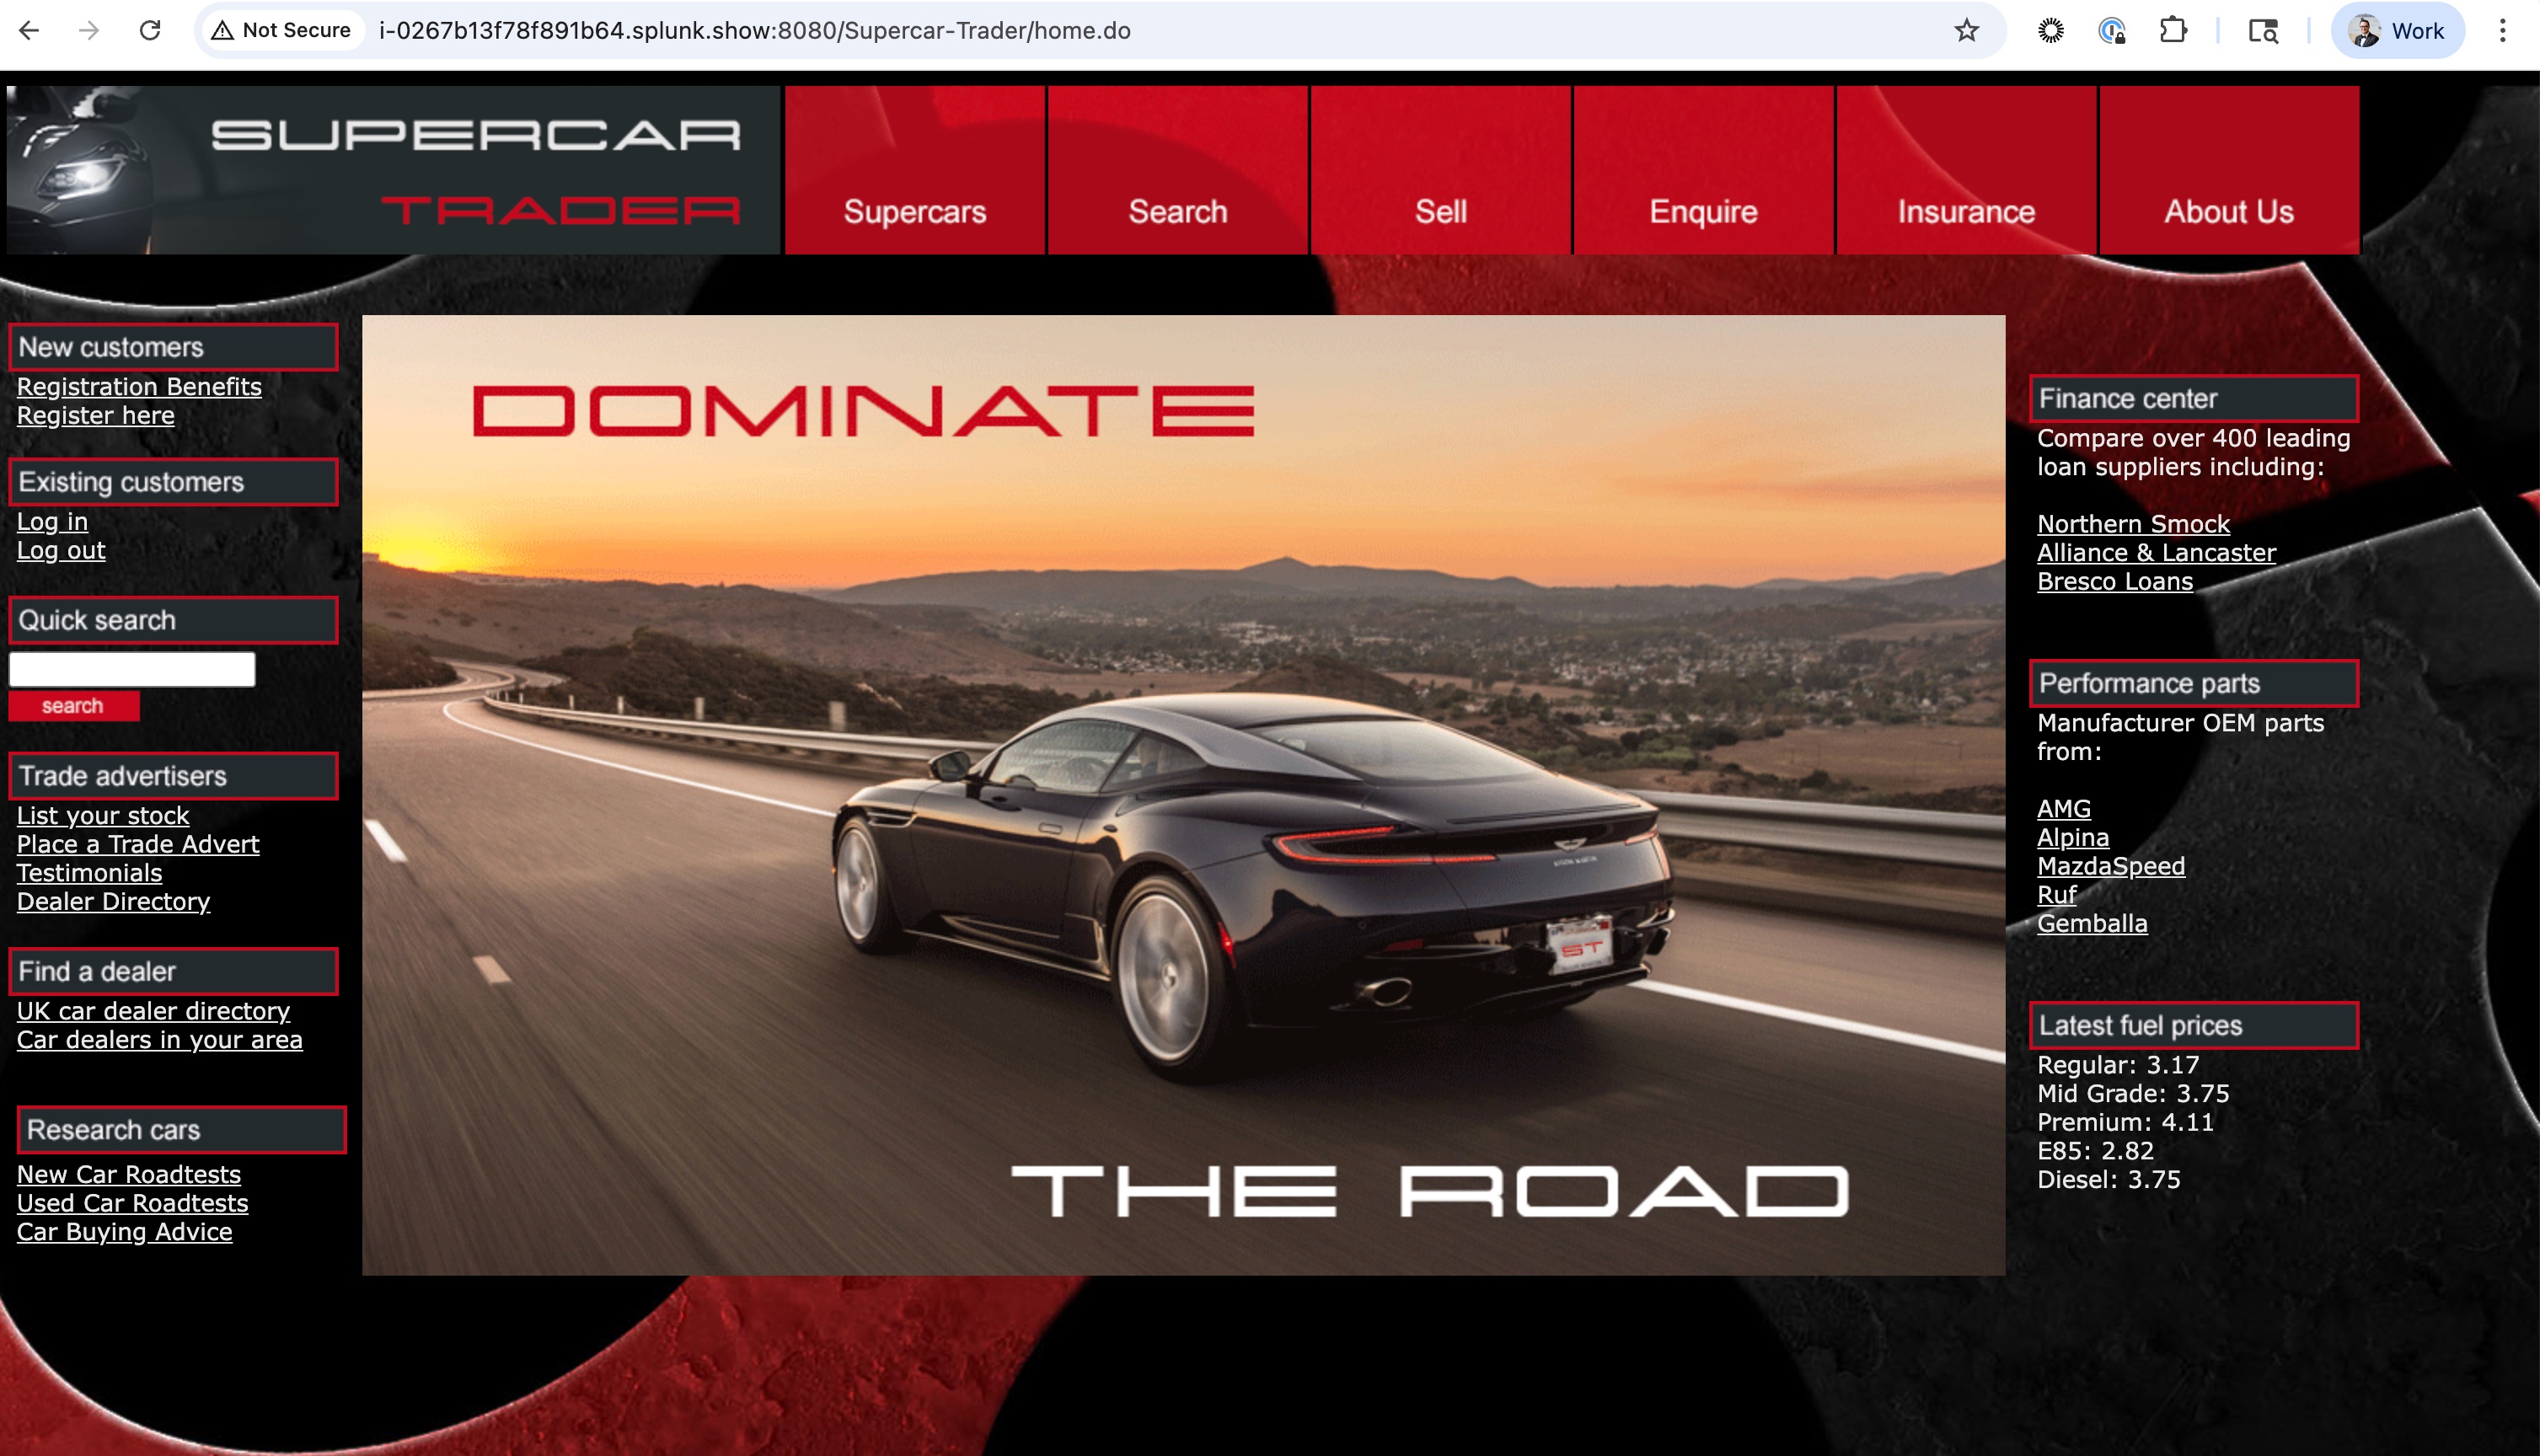 Not Secure
i-0267b13f78f891b64.splunk.show:8080/Supercar-Trader/home.do
Work
SUPERCAR
TRADER
Supercars
Search
Sell
Enquire
Insurance
About Us
New customers
Registration Benefits
Register here
Existing customers
Log in
Log out
Quick search
search
Trade advertisers
List your stock
Place a Trade Advert
Testimonials
Dealer Directory
Find a dealer
UK car dealer directory
Car dealers in your area
Research cars
New Car Roadtests
Used Car Roadtests
Car Buying Advice
DOMINATE
ASTON MARTIN
ST
THE ROAD
Finance center
Compare over 400 leading
loan suppliers including:
Northern Smock
Alliance & Lancaster
Bresco Loans
Performance parts
Manufacturer OEM parts
from:
AMG
Alpina
MazdaSpeed
Ruf
Gemballa
Latest fuel prices
Regular: 3.17
Mid Grade: 3.75
Premium: 4.11
E85: 2.82
Diesel: 3.75